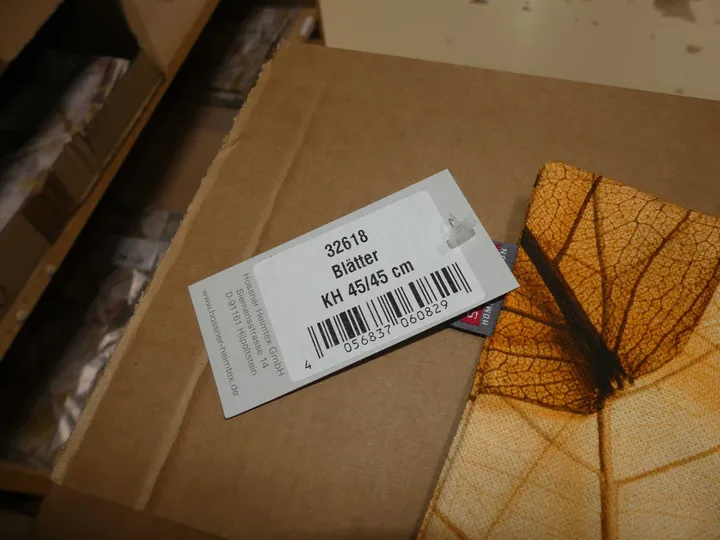 32618
Blätter
KH 45/45 cm
4 056837 060829
Hossner Heimtex GmbH
Siemensstrasse 14
D-91161 Hilpoltstein
www.hossner-heimtex.de